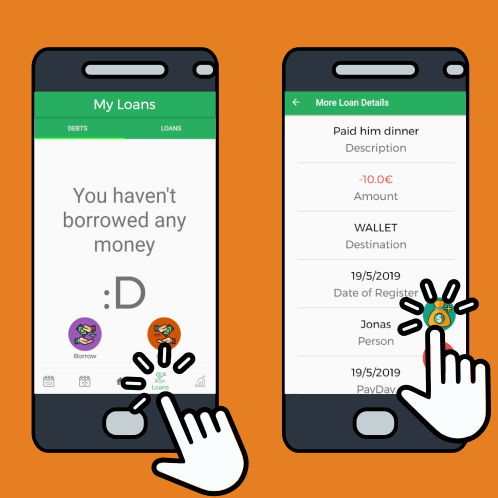 My Loans
DEBTS
LOANS
You haven't
borrowed any
money
:D
Borrow
Loans
More Loan Details
Paid him dinner
Description
-10.0€
Amount
WALLET
Destination
19/5/2019
Date of Register
Jonas
Person
19/5/2019
PayDay